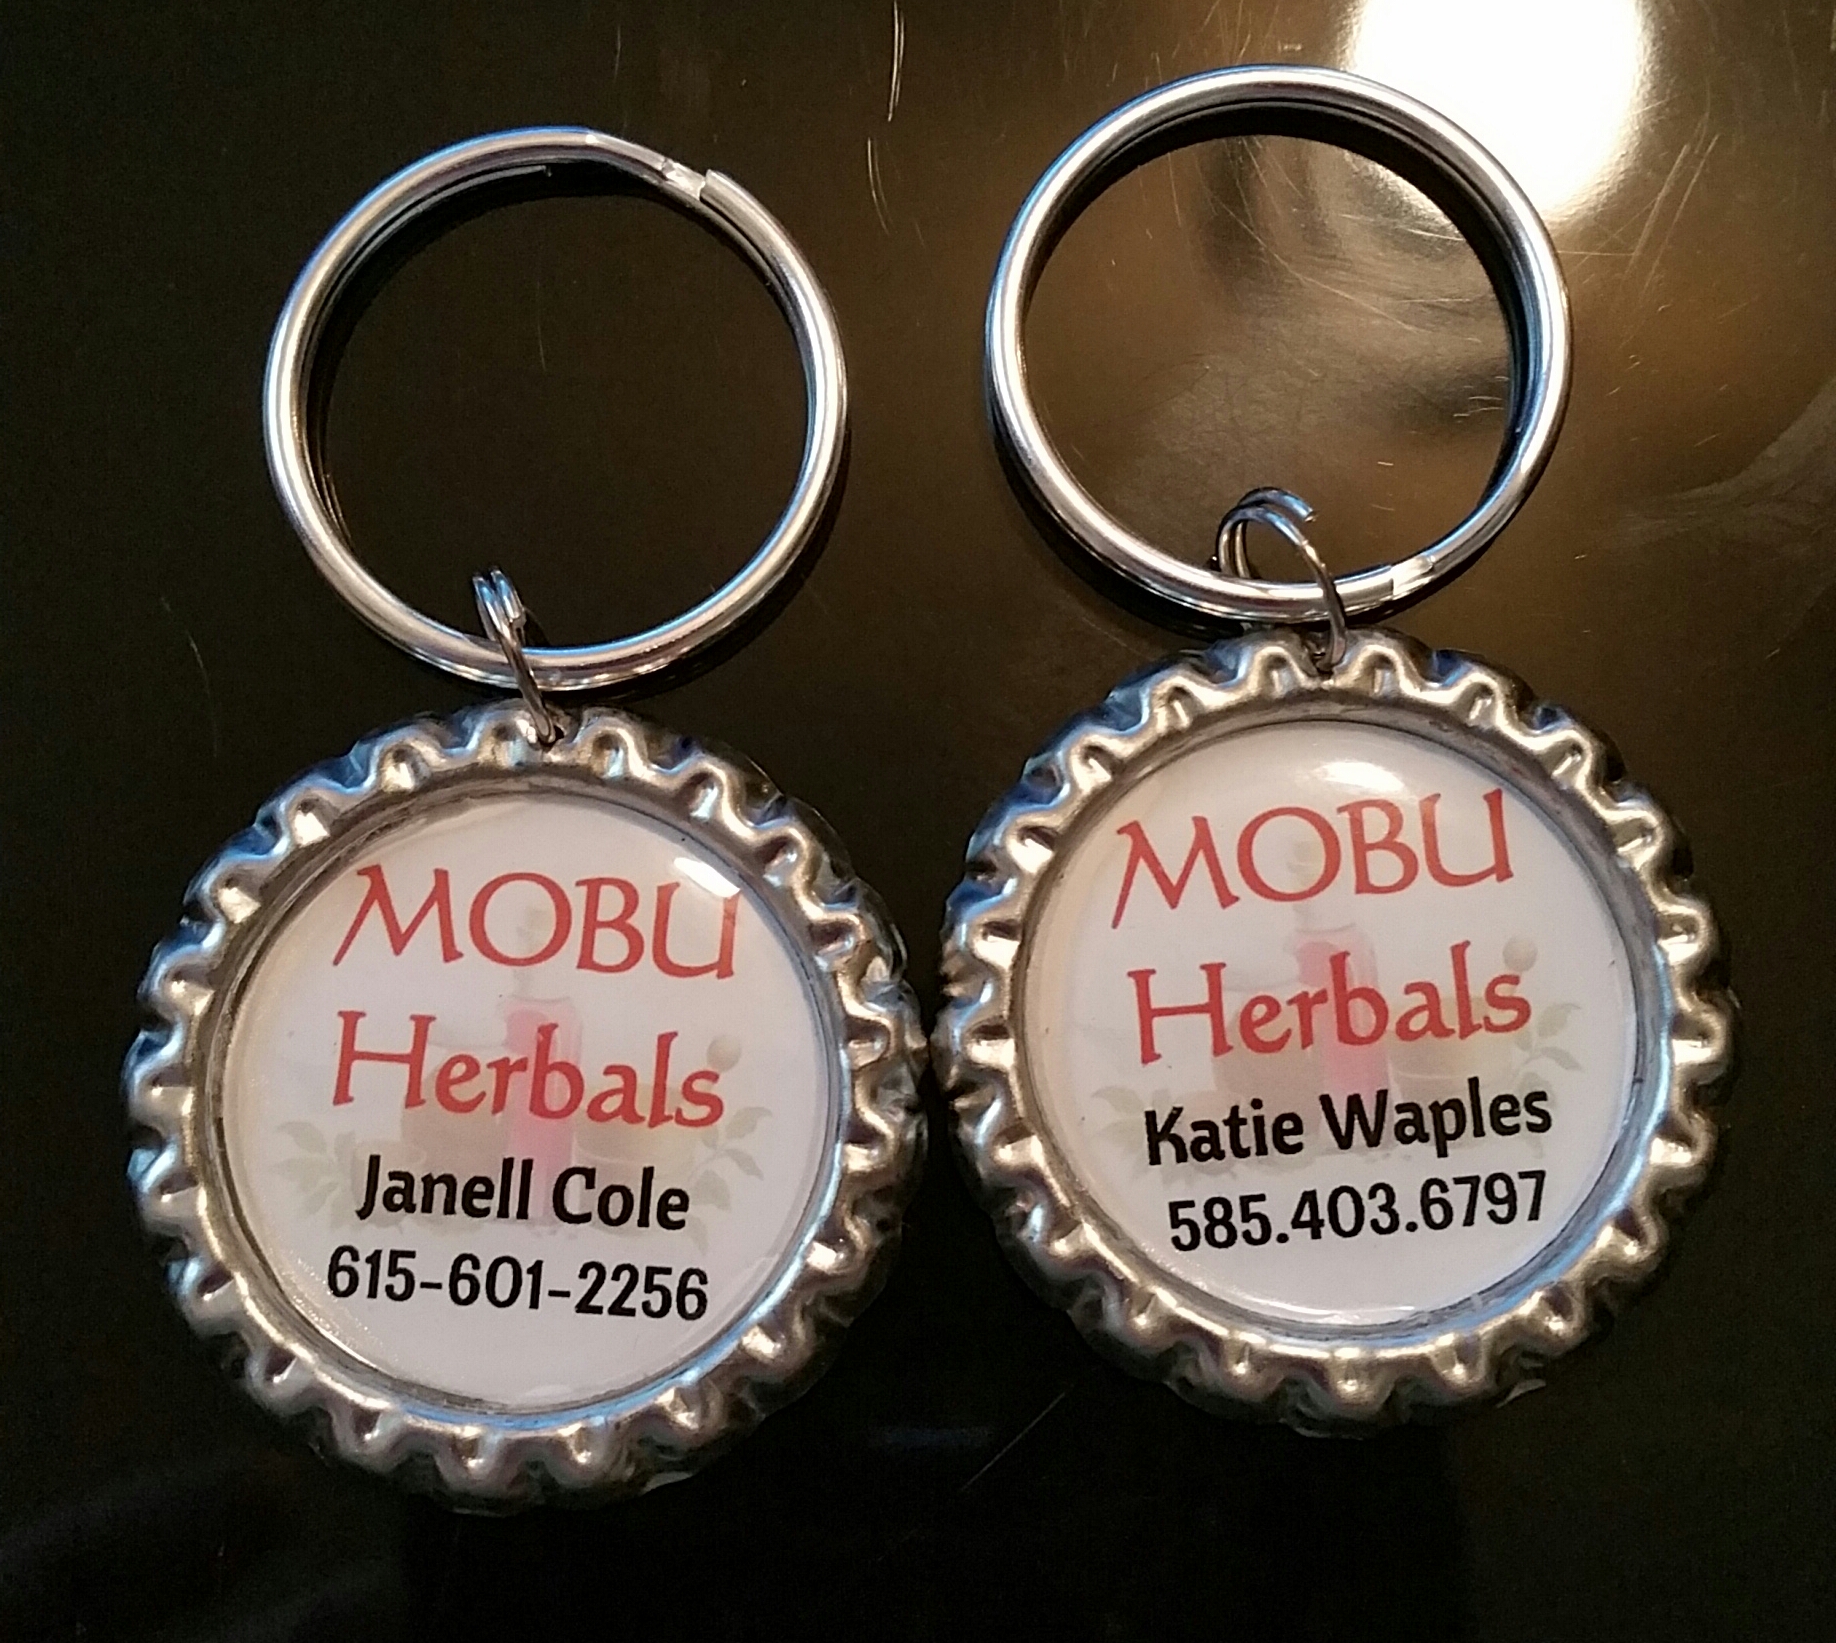 MOBU
Herbals
Janell Cole
615-601-2256
MOBU
Herbals
Katie Waples
585.403.6797